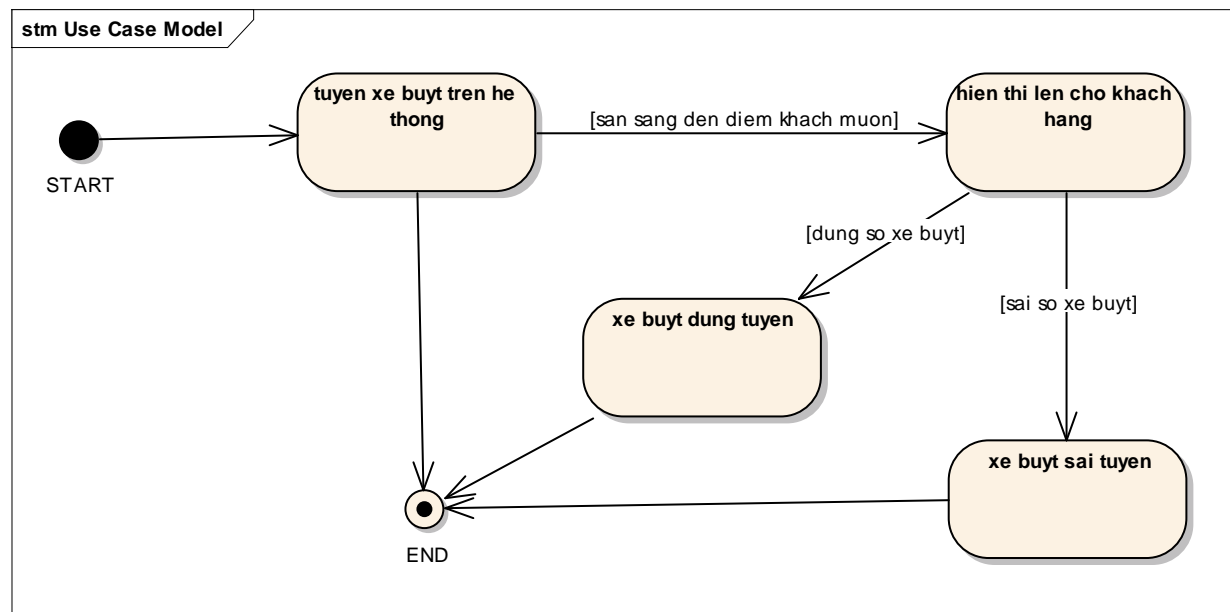 stm Use Case Model
tuyen xe buyt tren he
thong
hien thi len cho khach
hang
[san sang den diem khach muon]
START
[dung so xe buyt]
[sai so xe buyt]
xe buyt dung tuyen
xe buyt sai tuyen
END